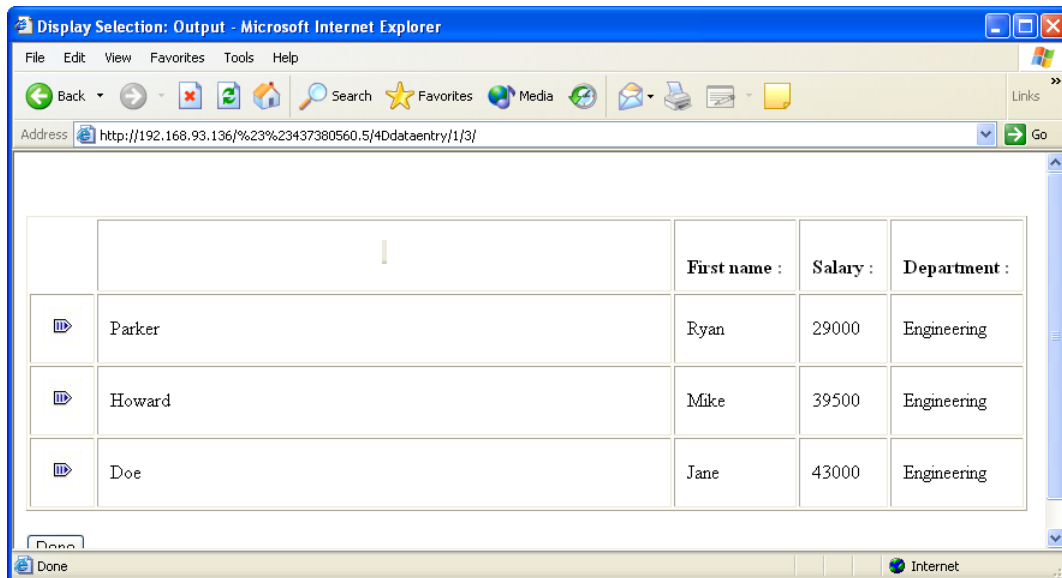 Display Selection: Output - Microsoft Internet Explorer
File Edit View Favorites Tools Help
Back Search Favorites Media Links
Address http://192.168.93.136/%23%23437380560.5/4Ddataentry/1/3/ Go
First name : Salary : Department :
Parker Ryan 29000 Engineering
Howard Mike 39500 Engineering
Doe Jane 43000 Engineering
Done
Done Internet